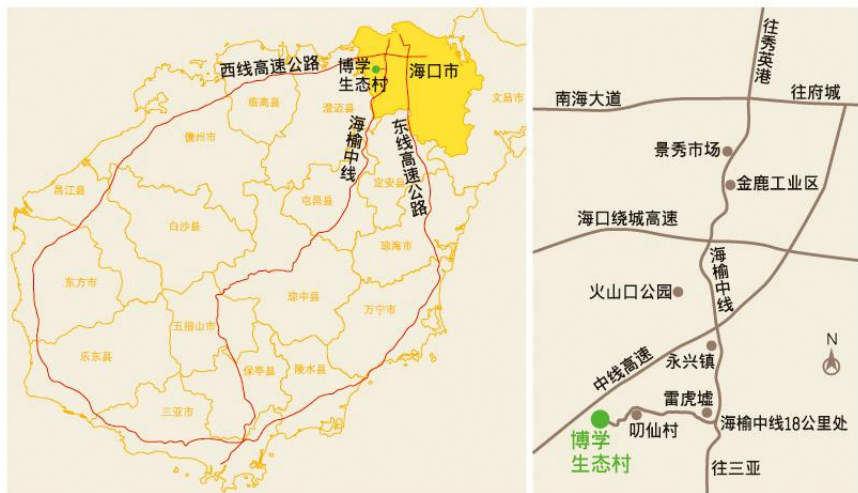 西线高速公路
博学
生态村
海口市
文昌市
临高县
澄迈县
儋州市
海榆中线
东线高速公路
定安县
屯昌县
昌江县
白沙县
琼海市
东方市
琼中县
万宁市
五指山市
乐东县
保亭县
陵水县
三亚市
往秀英港
南海大道
往府城
景秀市场
金鹿工业区
海口绕城高速
海榆中线
火山口公园
永兴镇
中线高速
N
雷虎墟
海榆中线18公里处
叨仙村
博学
生态村
往三亚